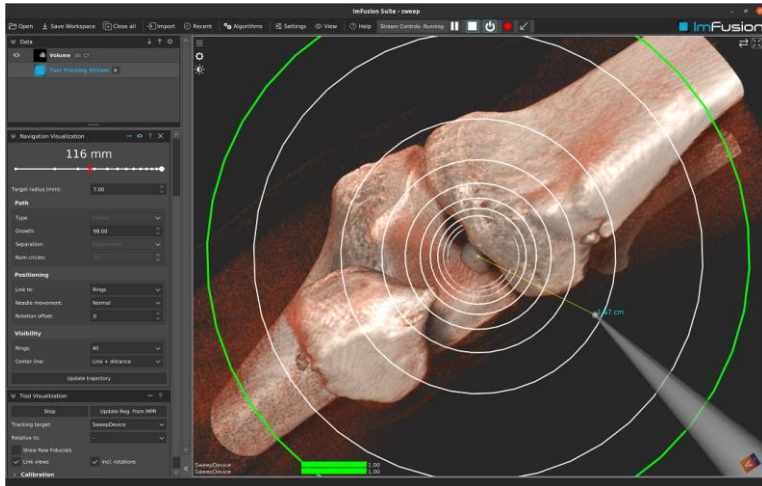 ImFusion Suite - sweep
Open Save Workspace Close all Import Recent Algorithms Settings View Help Stream Controls Running
ImFusion
Data
Volume
Tool Tracking Stream
Navigation Visualization
116 mm
Target radius (mm): 7.00
Path
Type
Growth: 98.00
Separation:
Num circles:
Positioning
Link to: Rings
Needle movement: Normal
Rotation offset: 0
Visibility
Rings: All
Center line: Line + distance
Update trajectory
Tool Visualization
Stop Update Reg. from MPR
Tracking target: SweepDevice
Relative to: -
Show Raw Fiducials
Link views incl. rotations
Calibration
SweepDevice 1.00
SweepDevice 1.00